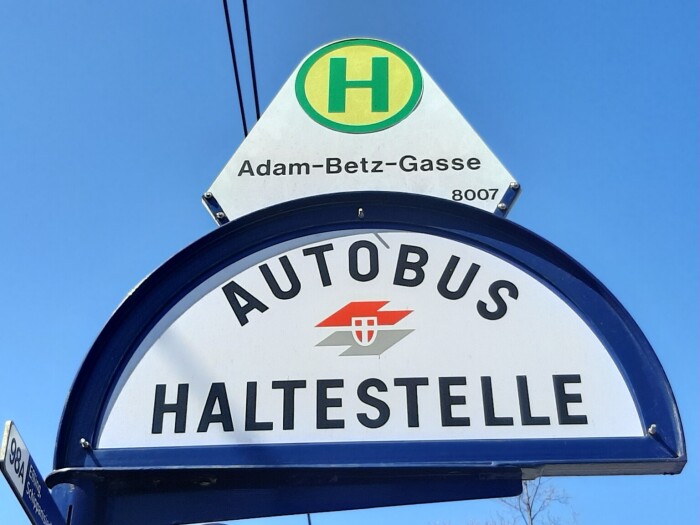 H
Adam-Betz-Gasse
8007
AUTOBUS
HALTESTELLE
98A